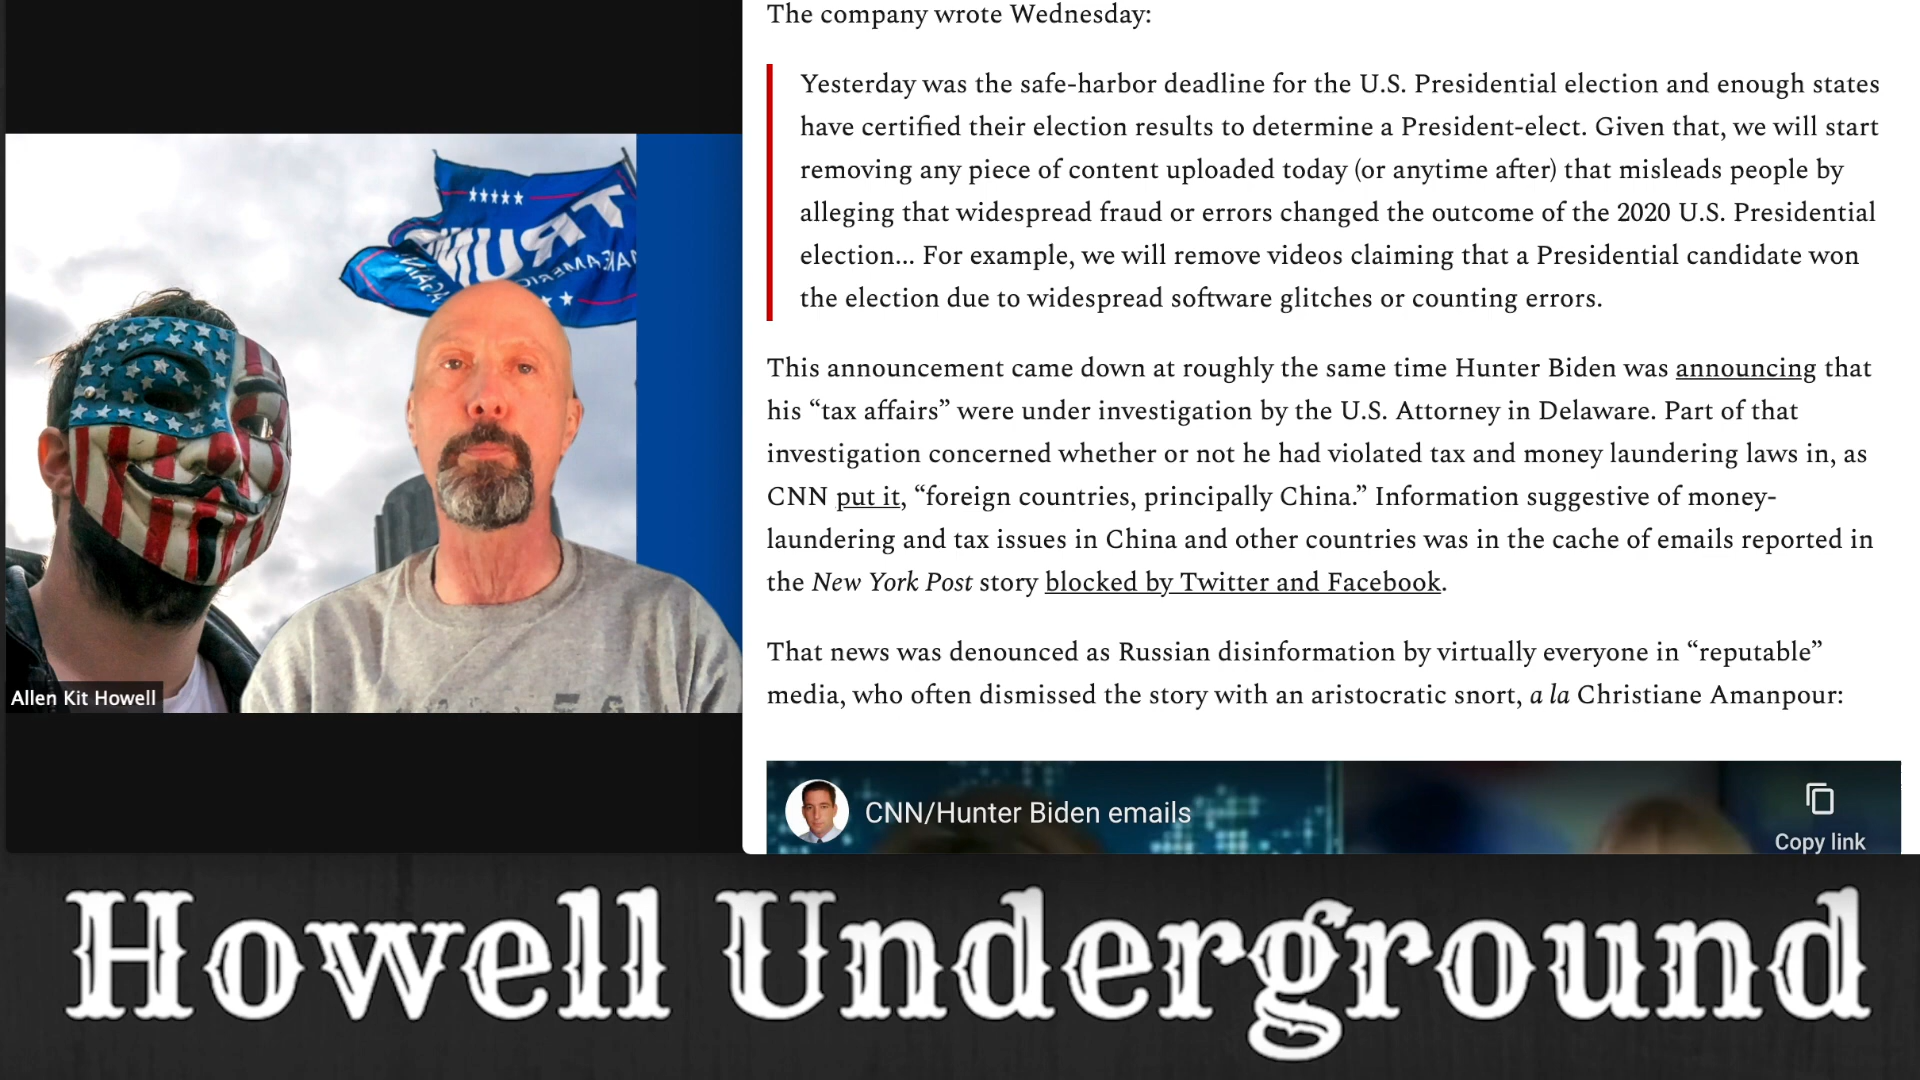 TRUMP
MAKE AMERICA
AGAIN
Allen Kit Howell
The company wrote Wednesday:
Yesterday was the safe-harbor deadline for the U.S. Presidential election and enough states
have certified their election results to determine a President-elect. Given that, we will start
removing any piece of content uploaded today (or anytime after) that misleads people by
alleging that widespread fraud or errors changed the outcome of the 2020 U.S. Presidential
election... For example, we will remove videos claiming that a Presidential candidate won
the election due to widespread software glitches or counting errors.
This announcement came down at roughly the same time Hunter Biden was announcing that
his “tax affairs” were under investigation by the U.S. Attorney in Delaware. Part of that
investigation concerned whether or not he had violated tax and money laundering laws in, as
CNN put it, “foreign countries, principally China.” Information suggestive of money-
laundering and tax issues in China and other countries was in the cache of emails reported in
the New York Post story blocked by Twitter and Facebook.
That news was denounced as Russian disinformation by virtually everyone in “reputable”
media, who often dismissed the story with an aristocratic snort, a la Christiane Amanpour:
CNN/Hunter Biden emails
Copy link
Howell Underground